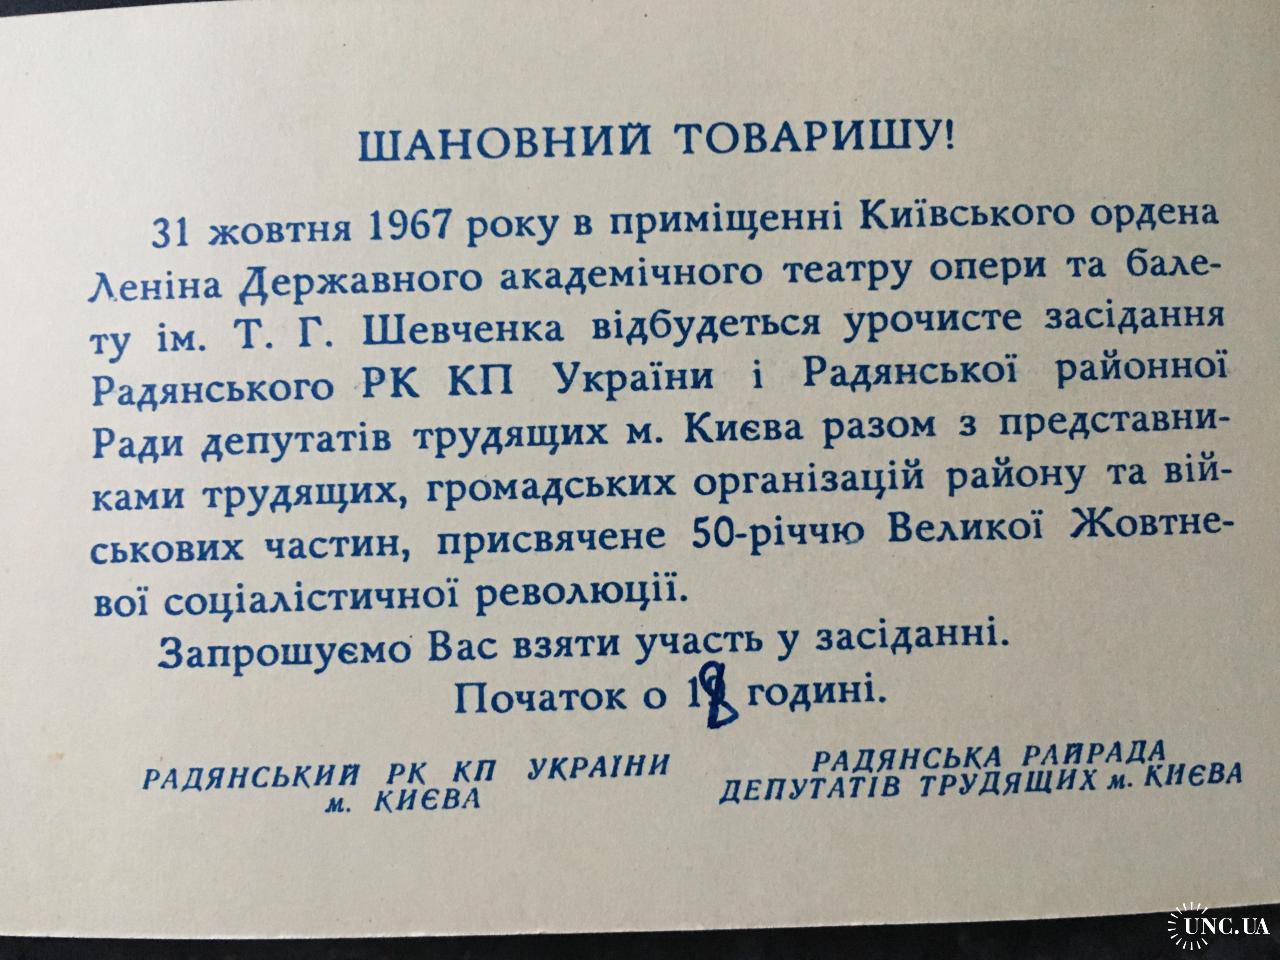 ШАНОВНИЙ ТОВАРИШУ!
31 жовтня 1967 року в приміщенні Київського ордена
Леніна Державного академічного театру опери та бале-
ту ім. Т. Г. Шевченка відбудеться урочисте засідання
Радянського РК КП України і Радянської районної
Ради депутатів трудящих м. Києва разом з представни-
ками трудящих, громадських організацій району та вій-
ськових частин, присвячене 50-річчю Великої Жовтне-
вої соціалістичної революції.
Запрошуємо Вас взяти участь у засіданні.
Початок о 18 годині.
РАДЯНСЬКИЙ РК КП УКРАЇНИ
м. КИЄВА
РАДЯНСЬКА РАЙРАДА
ДЕПУТАТІВ ТРУДЯЩИХ м. КИЄВА
UNC.UA